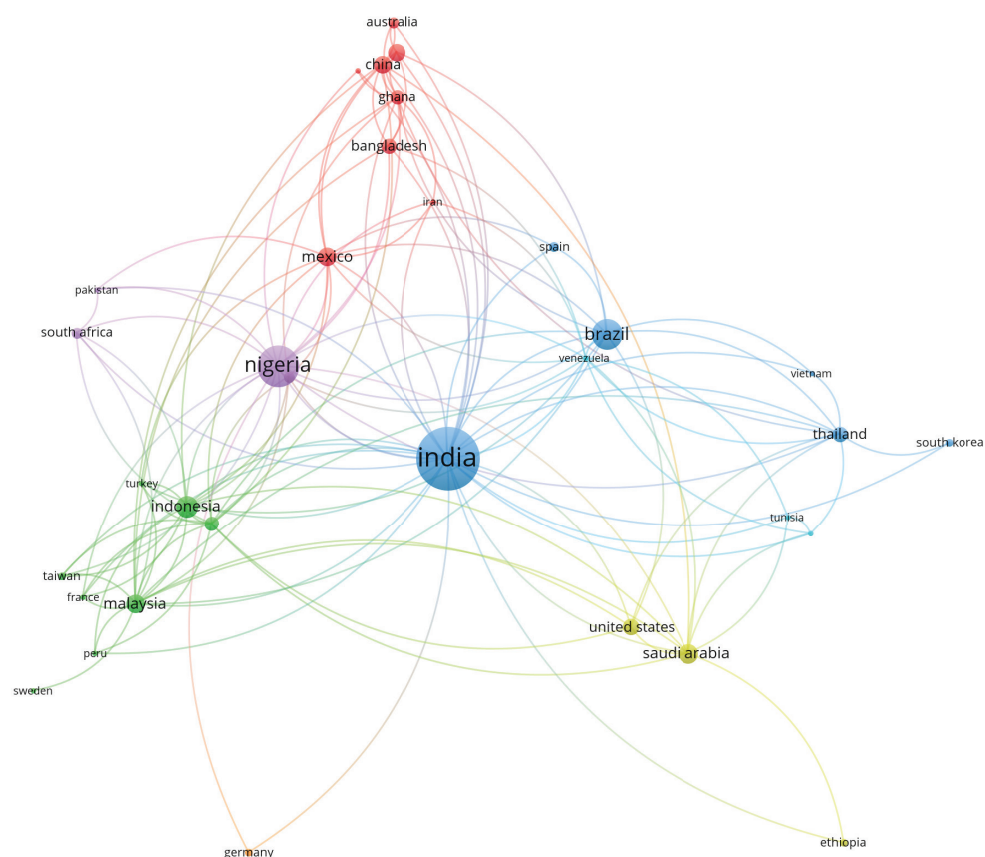 australia
china
ghana
bangladesh
iran
spain
mexico
pakistan
south africa
brazil
nigeria
venezuela
vietnam
thailand
south korea
india
turkey
indonesia
tunisia
taiwan
france
malaysia
united states
saudi arabia
peru
sweden
ethiopia
germany